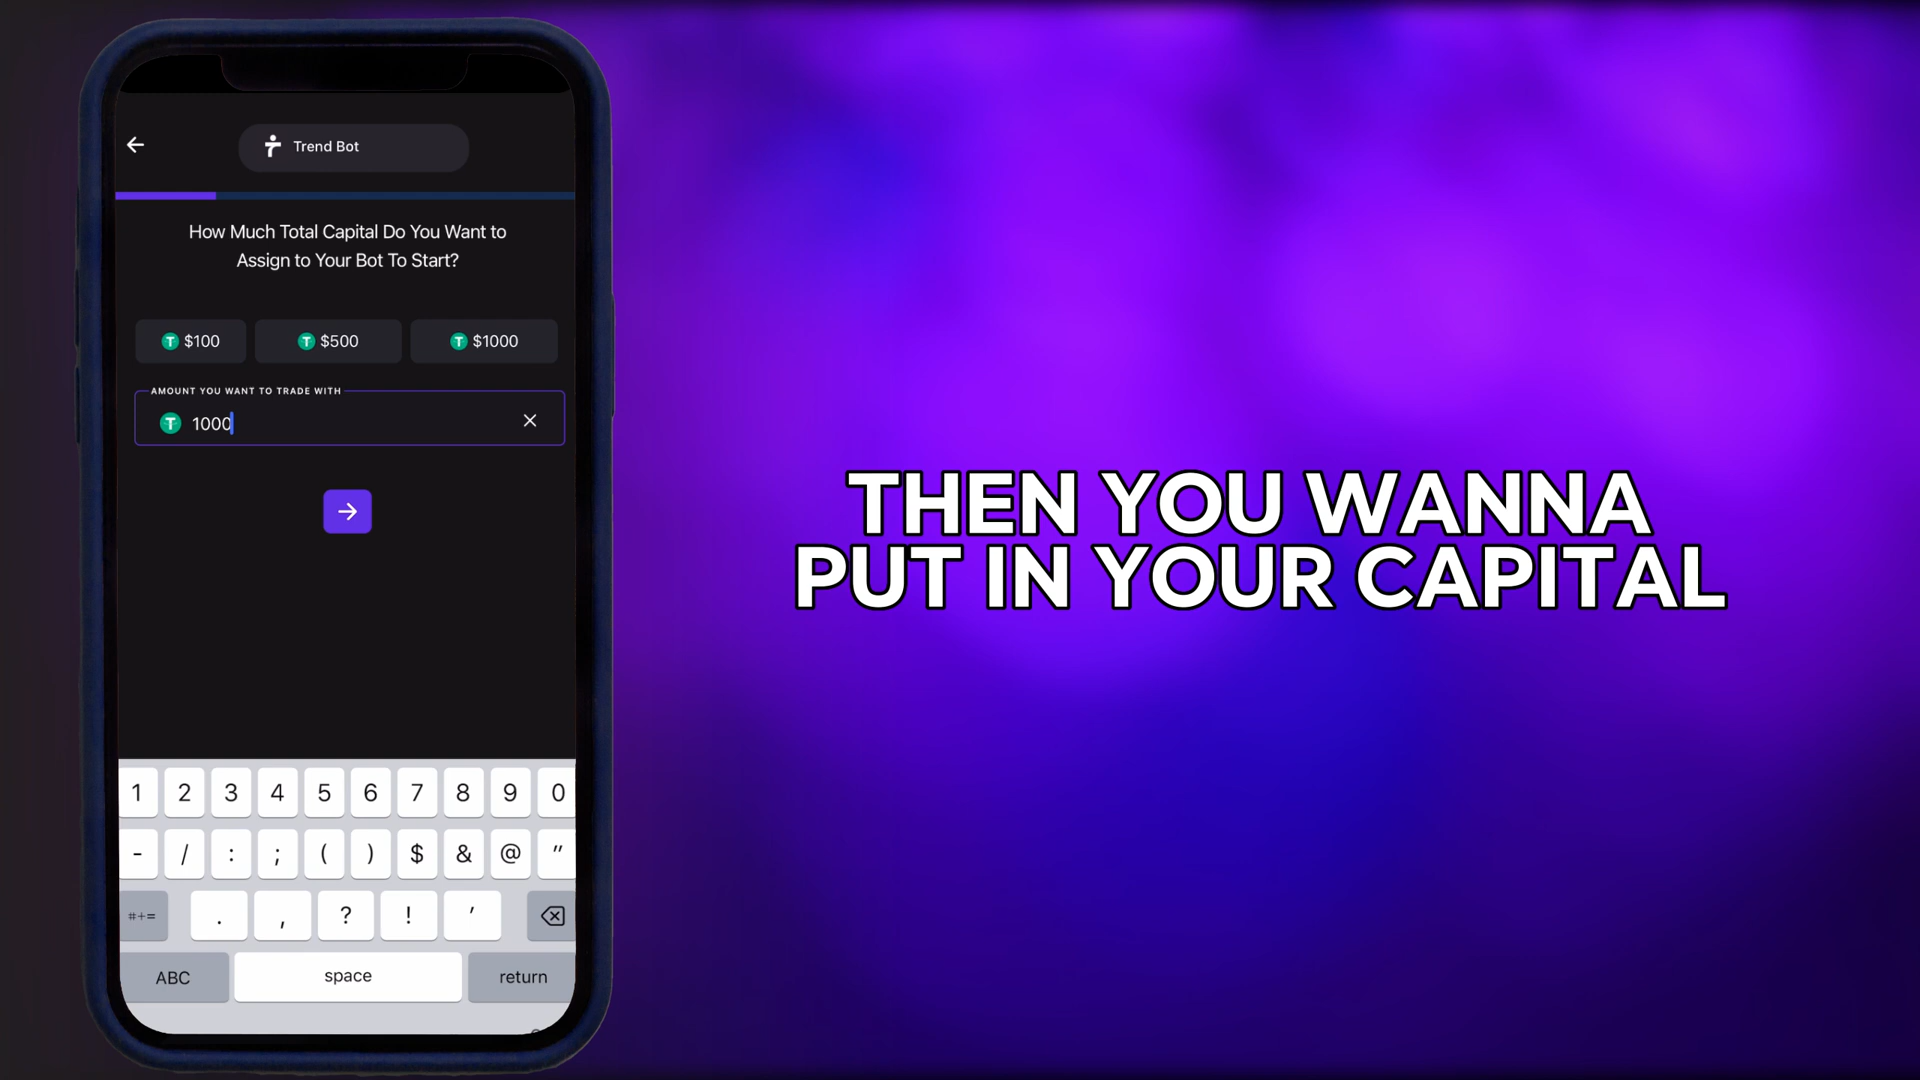 Trend Bot
How Much Total Capital Do You Want to
Assign to Your Bot To Start?
$100 $500 $1000
AMOUNT YOU WANT TO TRADE WITH
1000
THEN YOU WANNA
PUT IN YOUR CAPITAL
1 2 3 4 5 6 7 8 9 0
- / : ; ( ) $ & @ "
#+= . , ? ! '
ABC space return